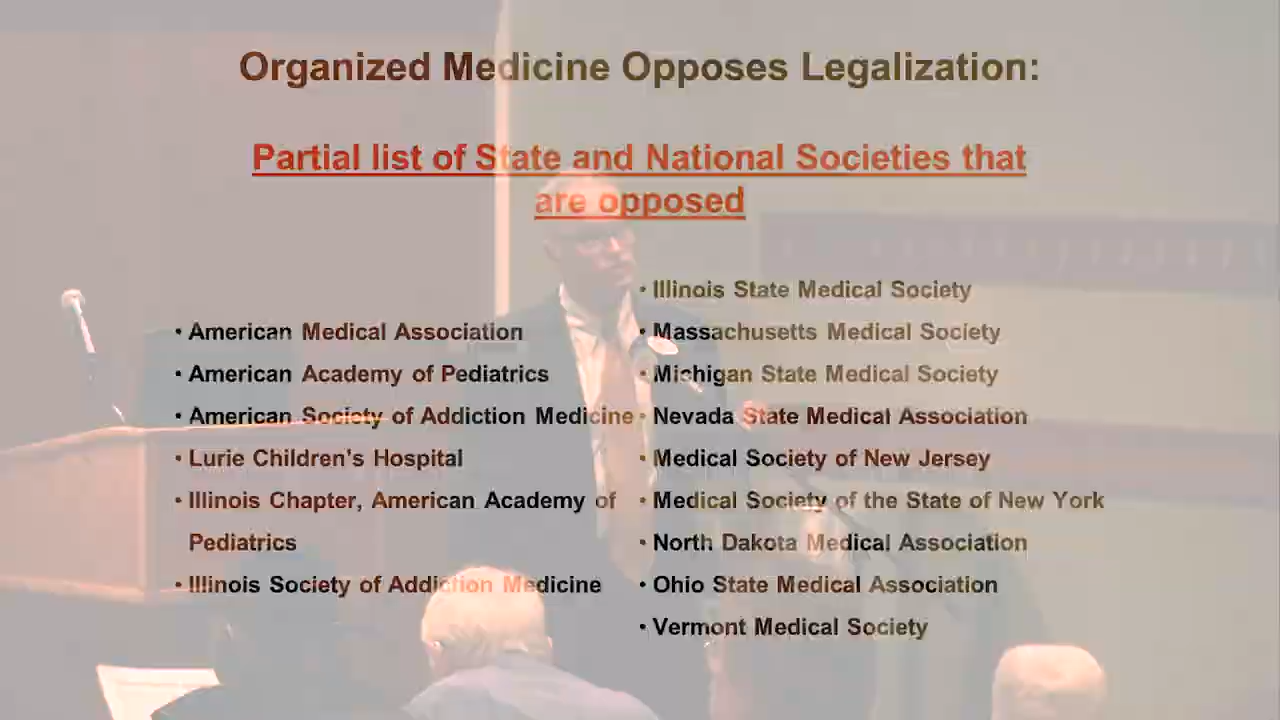 Organized Medicine Opposes Legalization:
Partial list of State and National Societies that
are opposed
• American Medical Association
• American Academy of Pediatrics
• American Society of Addiction Medicine
• Lurie Children's Hospital
• Illinois Chapter, American Academy of
Pediatrics
• Illinois Society of Addiction Medicine
• Illinois State Medical Society
• Massachusetts Medical Society
• Michigan State Medical Society
• Nevada State Medical Association
• Medical Society of New Jersey
• Medical Society of the State of New York
• North Dakota Medical Association
• Ohio State Medical Association
• Vermont Medical Society